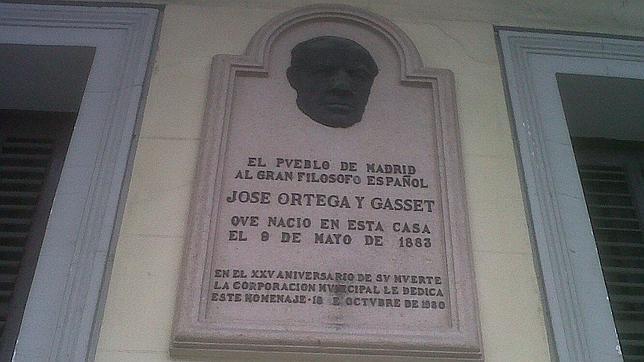 EL PVEBLO DE MADRID
AL GRAN FILOSOFO ESPAÑOL
JOSE ORTEGA Y GASSET
QVE NACIO EN ESTA CASA
EL 9 DE MAYO DE 1883
EN EL XXV ANIVERSARIO DE SV MVERTE
LA CORPORACION MVNICIPAL LE DEDICA
ESTE HOMENAJE · 18 DE OCTVBRE DE 1980